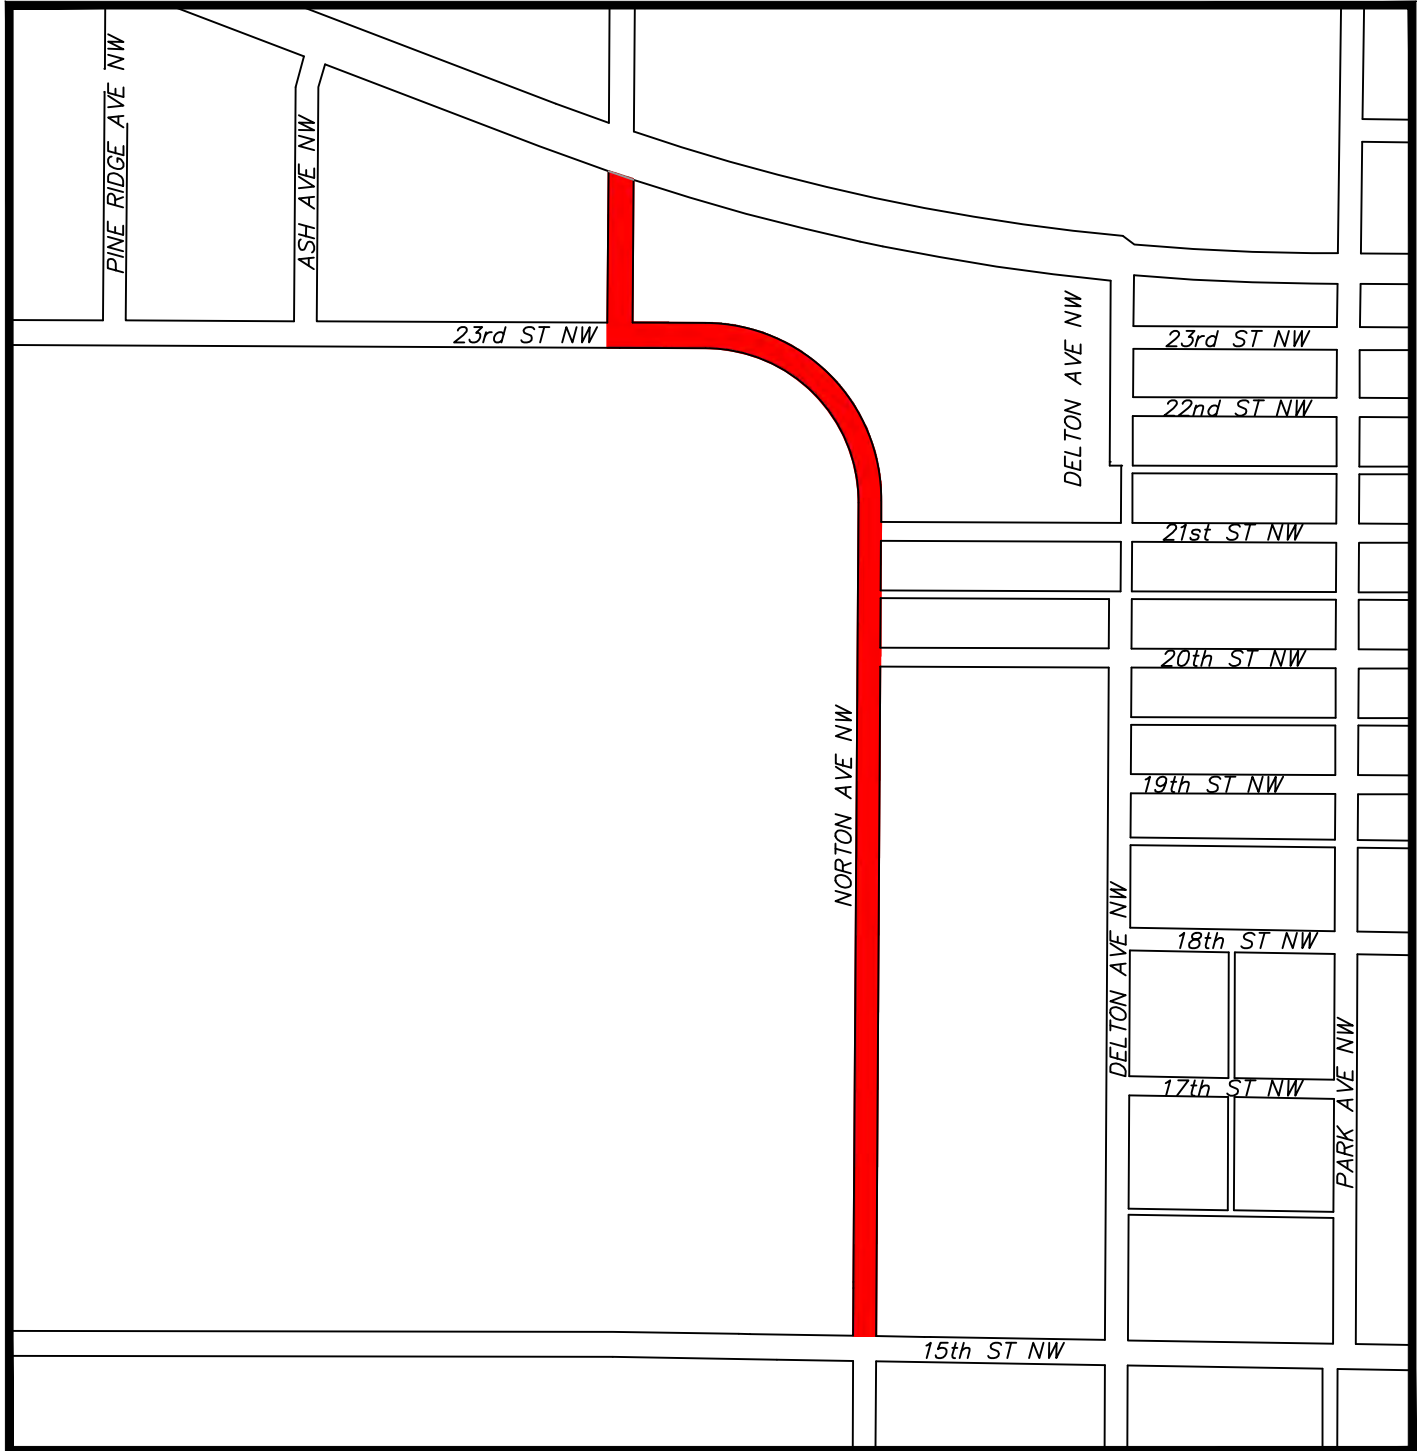 PINE RIDGE AVE NW
ASH AVE NW
23rd ST NW
DELTON AVE NW
23rd ST NW
22nd ST NW
21st ST NW
20th ST NW
NORTON AVE NW
19th ST NW
DELTON AVE NW
18th ST NW
PARK AVE NW
17th ST NW
15th ST NW